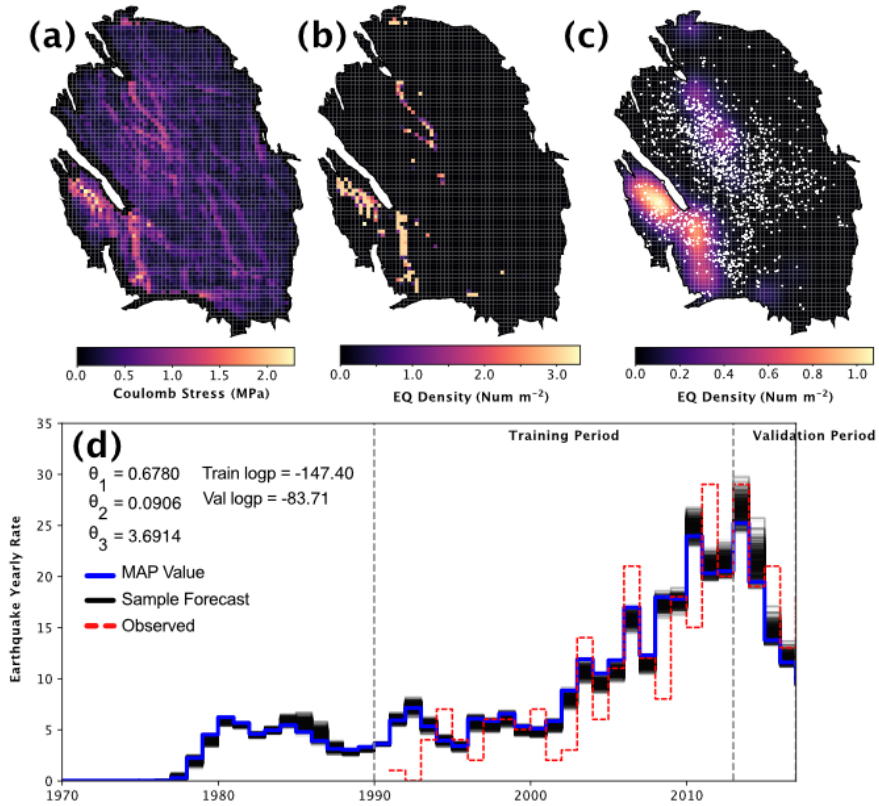 (a) (b) (c)
0.0 0.5 1.0 1.5 2.0
Coulomb Stress (MPa)
0.0 1.0 2.0 3.0
EQ Density (Num m⁻²)
0.0 0.2 0.4 0.6 0.8 1.0
EQ Density (Num m⁻²)
(d)
Training Period Validation Period
θ₁ = 0.6780 Train logp = -147.40
θ₂ = 0.0906 Val logp = -83.71
θ₃ = 3.6914
MAP Value
Sample Forecast
Observed
Earthquake Yearly Rate
35
30
25
20
15
10
5
0
1970 1980 1990 2000 2010